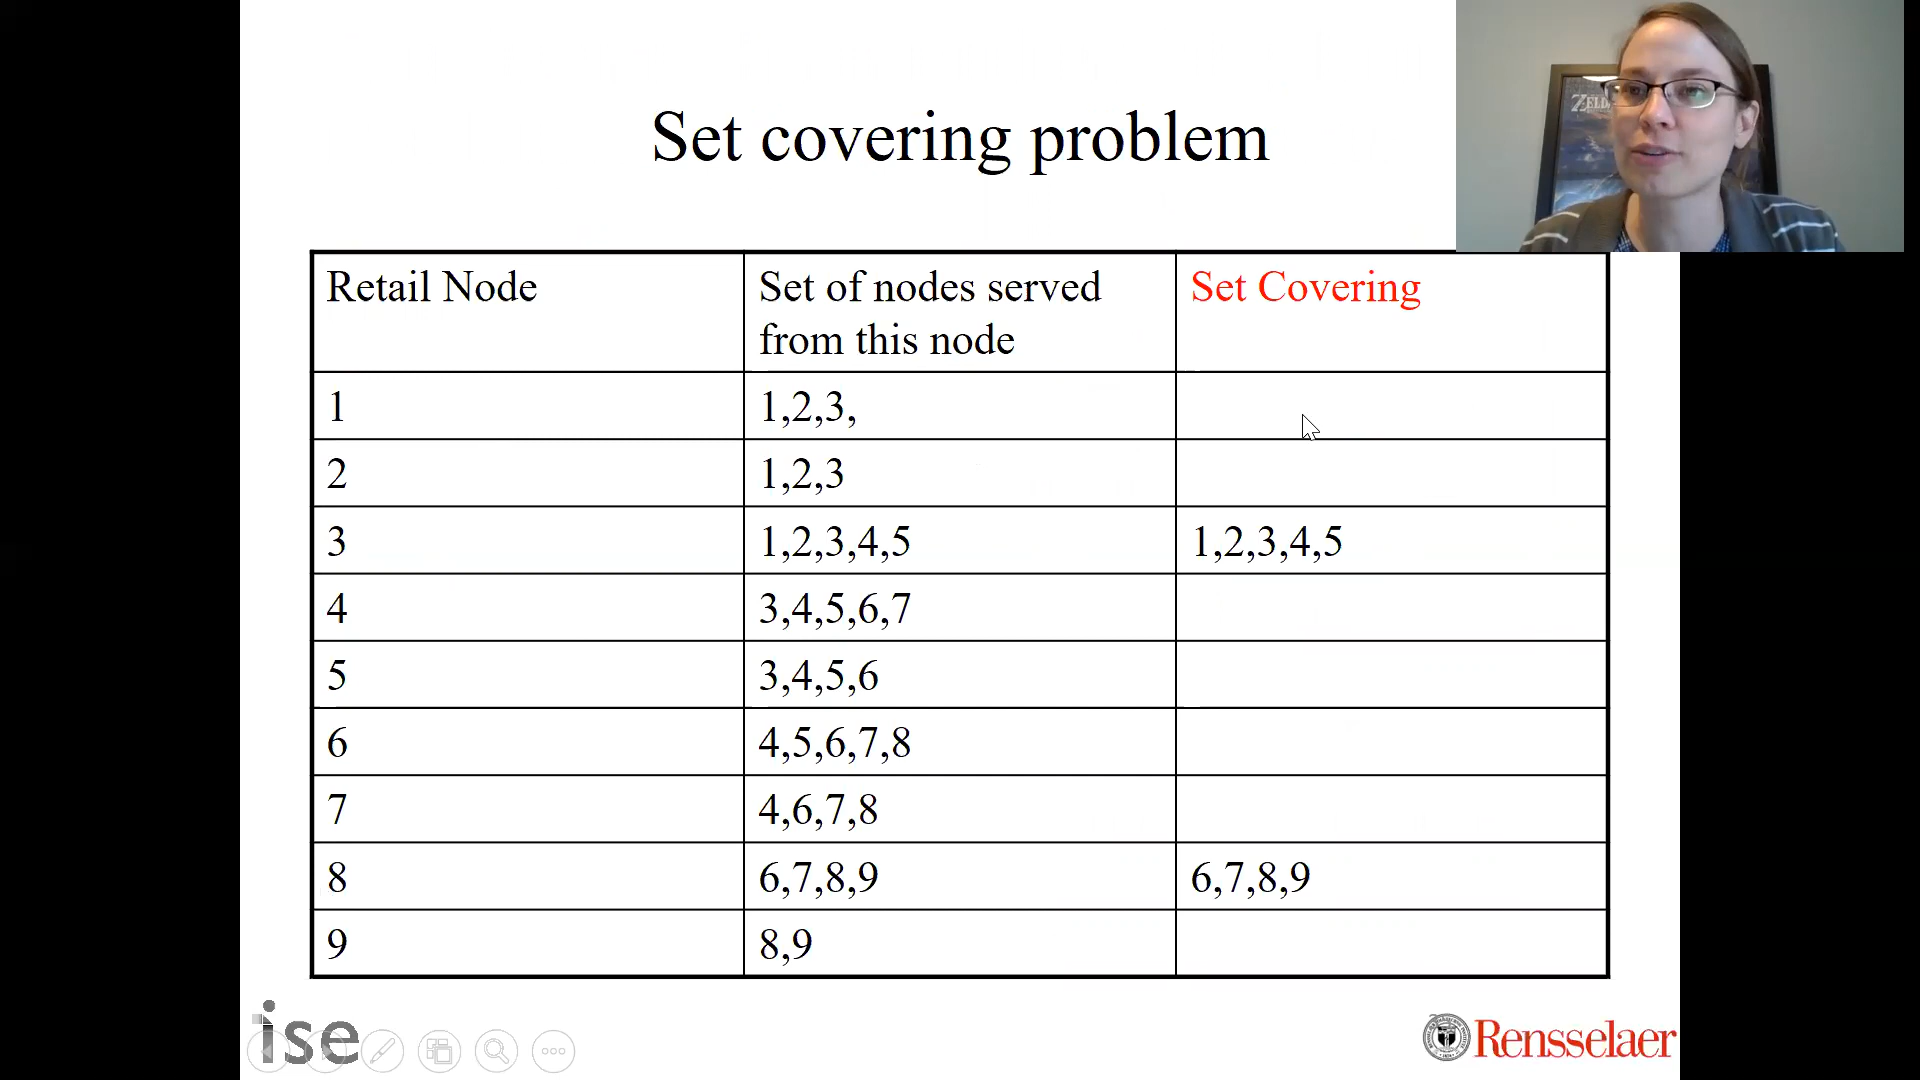 Set covering problem
ZELD
Retail Node
Set of nodes served
from this node
Set Covering
1
1,2,3,
2
1,2,3
3
1,2,3,4,5
1,2,3,4,5
4
3,4,5,6,7
5
3,4,5,6
6
4,5,6,7,8
7
4,6,7,8
8
6,7,8,9
6,7,8,9
9
8,9
ise
Rensselaer